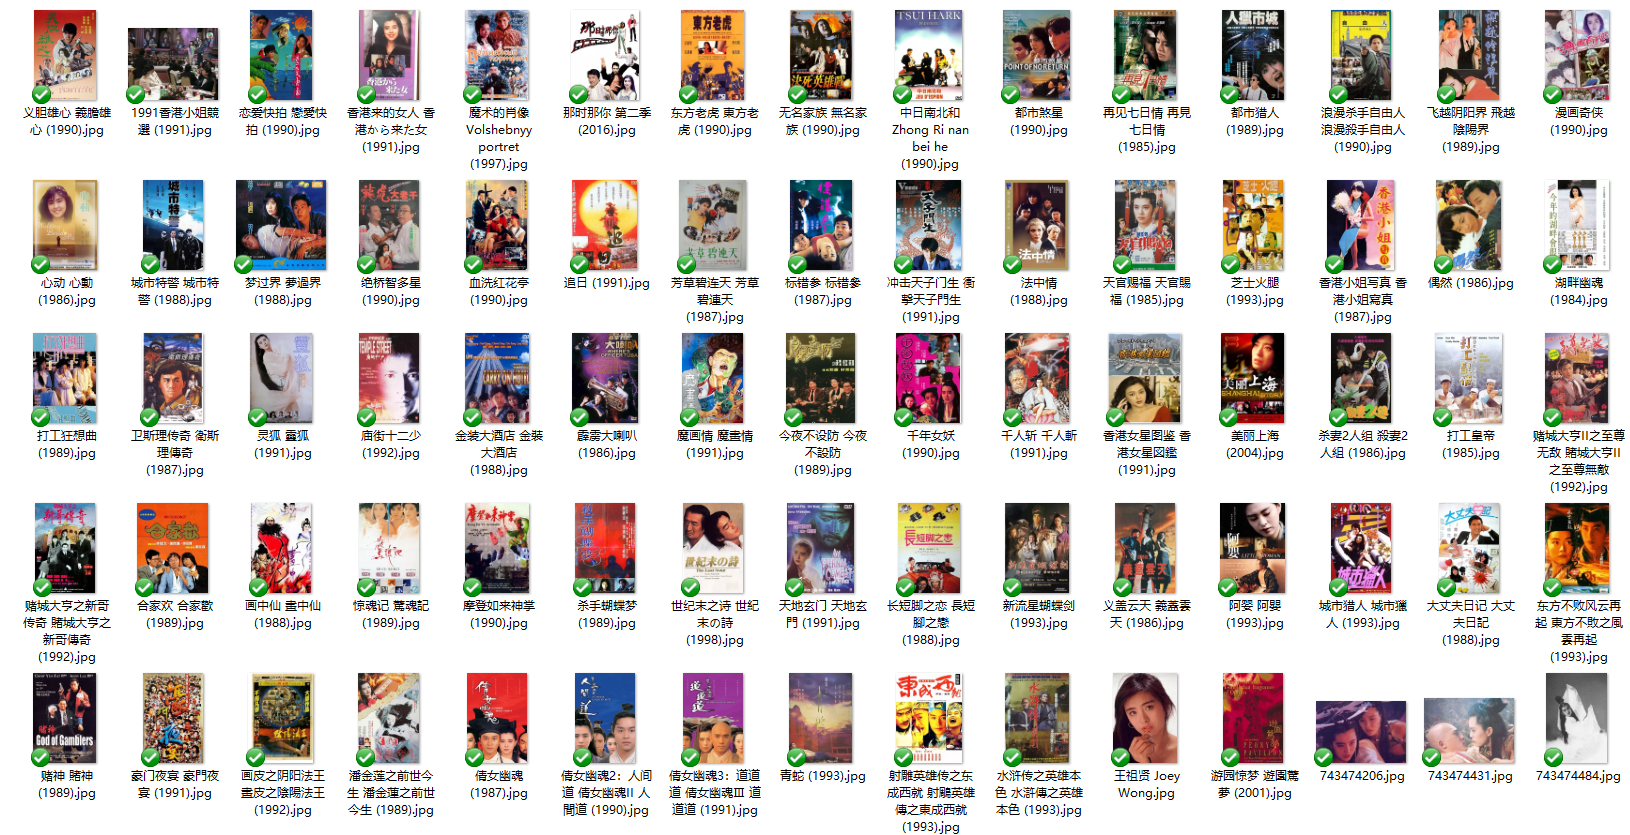 义胆雄心 義膽雄
心 (1990).jpg
1991香港小姐競
選 (1991).jpg
恋爱快拍 戀愛快
拍 (1990).jpg
香港来的女人 香
港から来た女
(1991).jpg
魔术的肖像
Volshebnyy
portret
(1997).jpg
那时那你 第二季
(2016).jpg
东方老虎 東方老
虎 (1990).jpg
无名家族 無名家
族 (1990).jpg
中日南北和
Zhong Ri nan
bei he
(1990).jpg
都市煞星
(1990).jpg
再见七日情 再見
七日情
(1985).jpg
都市猎人
(1989).jpg
浪漫杀手自由人
浪漫殺手自由人
(1990).jpg
飞越阴阳界 飛越
陰陽界
(1989).jpg
漫画奇侠
(1990).jpg
心动 心動
(1986).jpg
城市特警 城市特
警 (1988).jpg
梦过界 夢過界
(1988).jpg
绝桥智多星
(1990).jpg
血洗红花亭
(1990).jpg
追日 (1991).jpg
芳草碧连天 芳草
碧連天
(1987).jpg
标错参 标错參
(1987).jpg
冲击天子门生 衝
擊天子門生
(1991).jpg
法中情
(1988).jpg
天官赐福 天官賜
福 (1985).jpg
芝士火腿
(1993).jpg
香港小姐写真 香
港小姐寫真
(1987).jpg
偶然 (1986).jpg
湖畔幽魂
(1984).jpg
打工狂想曲
(1989).jpg
卫斯理传奇 衛斯
理傳奇
(1987).jpg
灵狐 靈狐
(1991).jpg
庙街十二少
(1992).jpg
金装大酒店 金裝
大酒店
(1988).jpg
霹雳大喇叭
(1986).jpg
魔画情 魔畫情
(1991).jpg
今夜不设防 今夜
不設防
(1989).jpg
千年女妖
(1990).jpg
千人斩 千人斬
(1991).jpg
香港女星图鉴 香
港女星図鑑
(1991).jpg
美丽上海
(2004).jpg
杀妻2人组 殺妻2
人組 (1986).jpg
打工皇帝
(1985).jpg
赌城大亨II之至尊
无敌 賭城大亨II
之至尊無敵
(1992).jpg
赌城大亨之新哥
传奇 賭城大亨之
新哥傳奇
(1992).jpg
合家欢 合家歡
(1989).jpg
画中仙 畫中仙
(1988).jpg
惊魂记 驚魂記
(1989).jpg
摩登如来神掌
(1990).jpg
杀手蝴蝶梦
(1989).jpg
世纪末之诗 世紀
末の詩
(1998).jpg
天地玄门 天地玄
門 (1991).jpg
长短脚之恋 長短
腳之戀
(1988).jpg
新流星蝴蝶剑
(1993).jpg
义盖云天 義蓋雲
天 (1986).jpg
阿婴 阿嬰
(1993).jpg
城市猎人 城市獵
人 (1993).jpg
大丈夫日记 大丈
夫日記
(1988).jpg
东方不败风云再
起 東方不敗之風
雲再起
(1993).jpg
赌神 賭神
(1989).jpg
豪门夜宴 豪門夜
宴 (1991).jpg
画皮之阴阳法王
畫皮之陰陽法王
(1992).jpg
潘金莲之前世今
生 潘金蓮之前世
今生 (1989).jpg
倩女幽魂
(1987).jpg
倩女幽魂2：人间
道 倩女幽魂II 人
間道 (1990).jpg
倩女幽魂3：道道
道 倩女幽魂III 道
道道 (1991).jpg
青蛇 (1993).jpg
射雕英雄传之东
成西就 射鵰英雄
傳之東成西就
(1993).jpg
水浒传之英雄本
色 水滸傳之英雄
本色 (1993).jpg
王祖贤 Joey
Wong.jpg
游园惊梦 遊園驚
夢 (2001).jpg
743474206.jpg
743474431.jpg
743474484.jpg